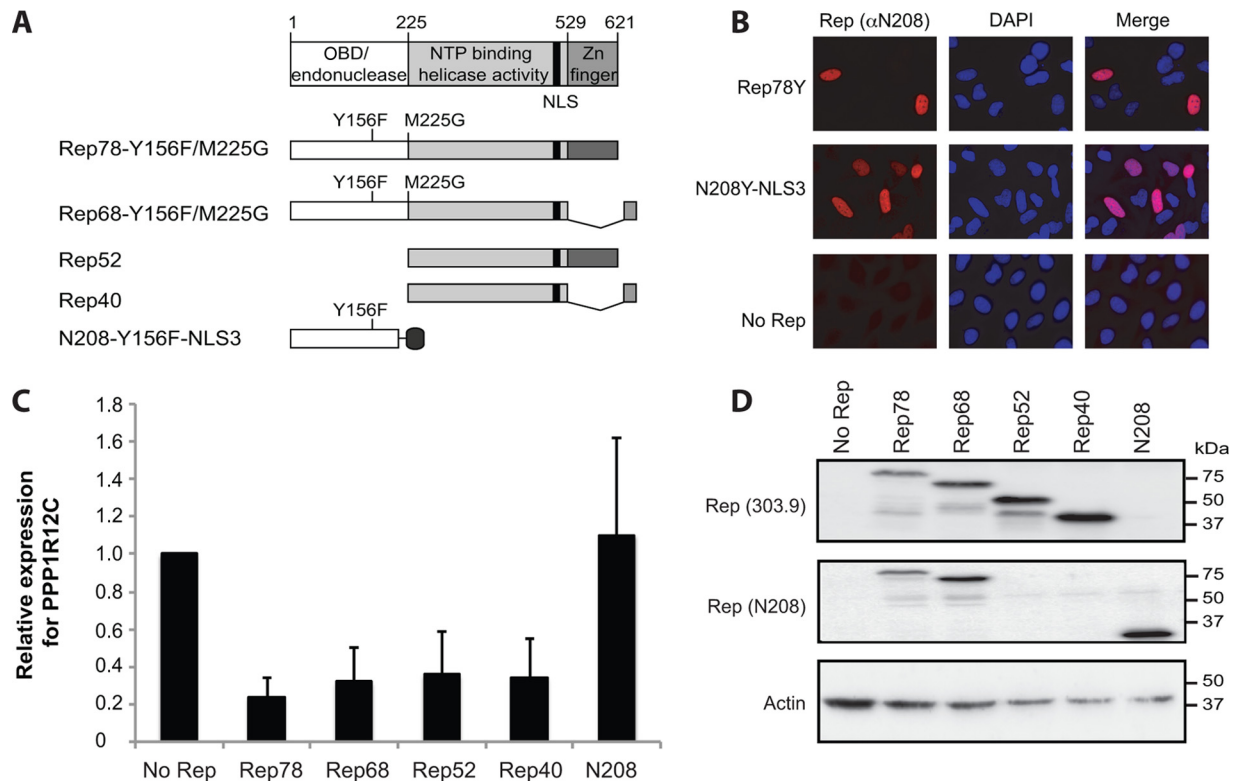 A
1 225 529 621
OBD/
endonuclease
NTP binding
helicase activity
Zn
finger
NLS
Y156F M225G
Rep78-Y156F/M225G
Y156F M225G
Rep68-Y156F/M225G
Rep52
Rep40
Y156F
N208-Y156F-NLS3
B
Rep (αN208) DAPI Merge
Rep78Y
N208Y-NLS3
No Rep
C
Relative expression
for PPP1R12C
1.8
1.6
1.4
1.2
1.0
0.8
0.6
0.4
0.2
0
No Rep Rep78 Rep68 Rep52 Rep40 N208
D
No Rep Rep78 Rep68 Rep52 Rep40 N208
kDa
Rep (303.9)
75
50
37
Rep (N208)
75
50
37
Actin
50
37